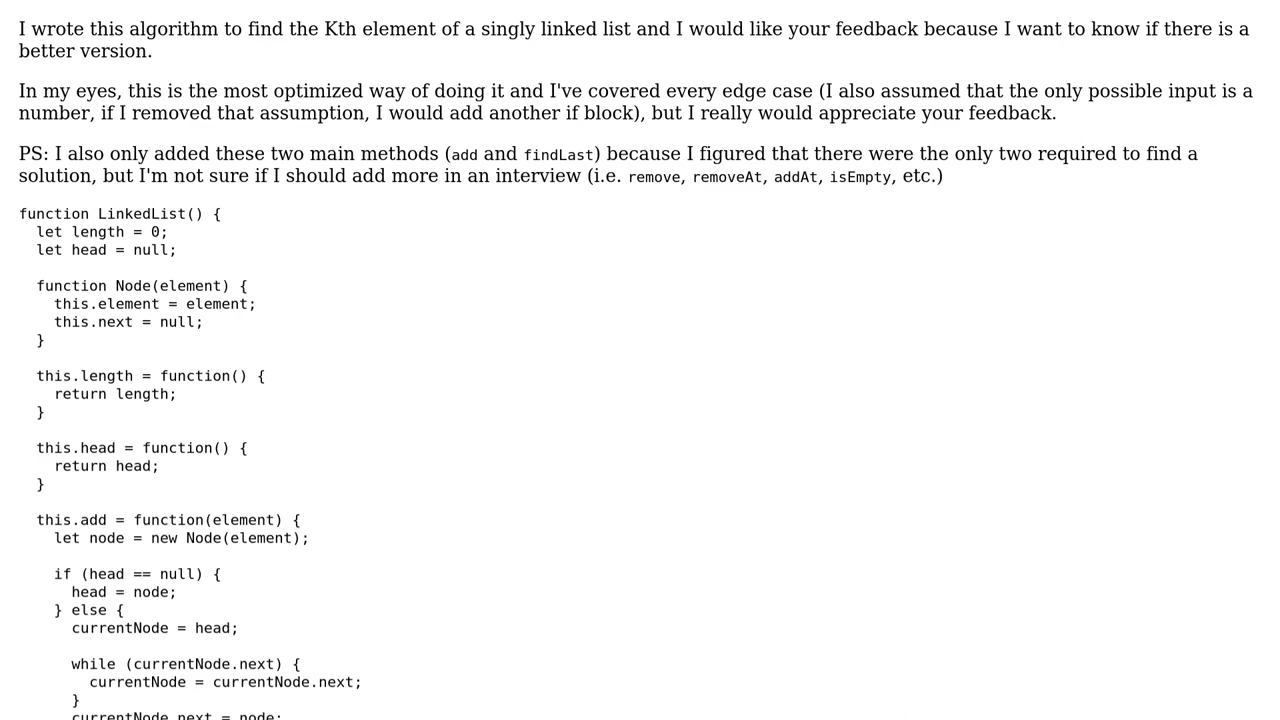 I wrote this algorithm to find the Kth element of a singly linked list and I would like your feedback because I want to know if there is a
better version.
In my eyes, this is the most optimized way of doing it and I've covered every edge case (I also assumed that the only possible input is a
number, if I removed that assumption, I would add another if block), but I really would appreciate your feedback.
PS: I also only added these two main methods (add and findLast) because I figured that there were the only two required to find a
solution, but I'm not sure if I should add more in an interview (i.e. remove, removeAt, addAt, isEmpty, etc.)
function LinkedList() {
  let length = 0;
  let head = null;
  function Node(element) {
    this.element = element;
    this.next = null;
  }
  this.length = function() {
    return length;
  }
  this.head = function() {
    return head;
  }
  this.add = function(element) {
    let node = new Node(element);
    if (head == null) {
      head = node;
    } else {
      currentNode = head;
      while (currentNode.next) {
        currentNode = currentNode.next;
      }
      currentNode.next = node;